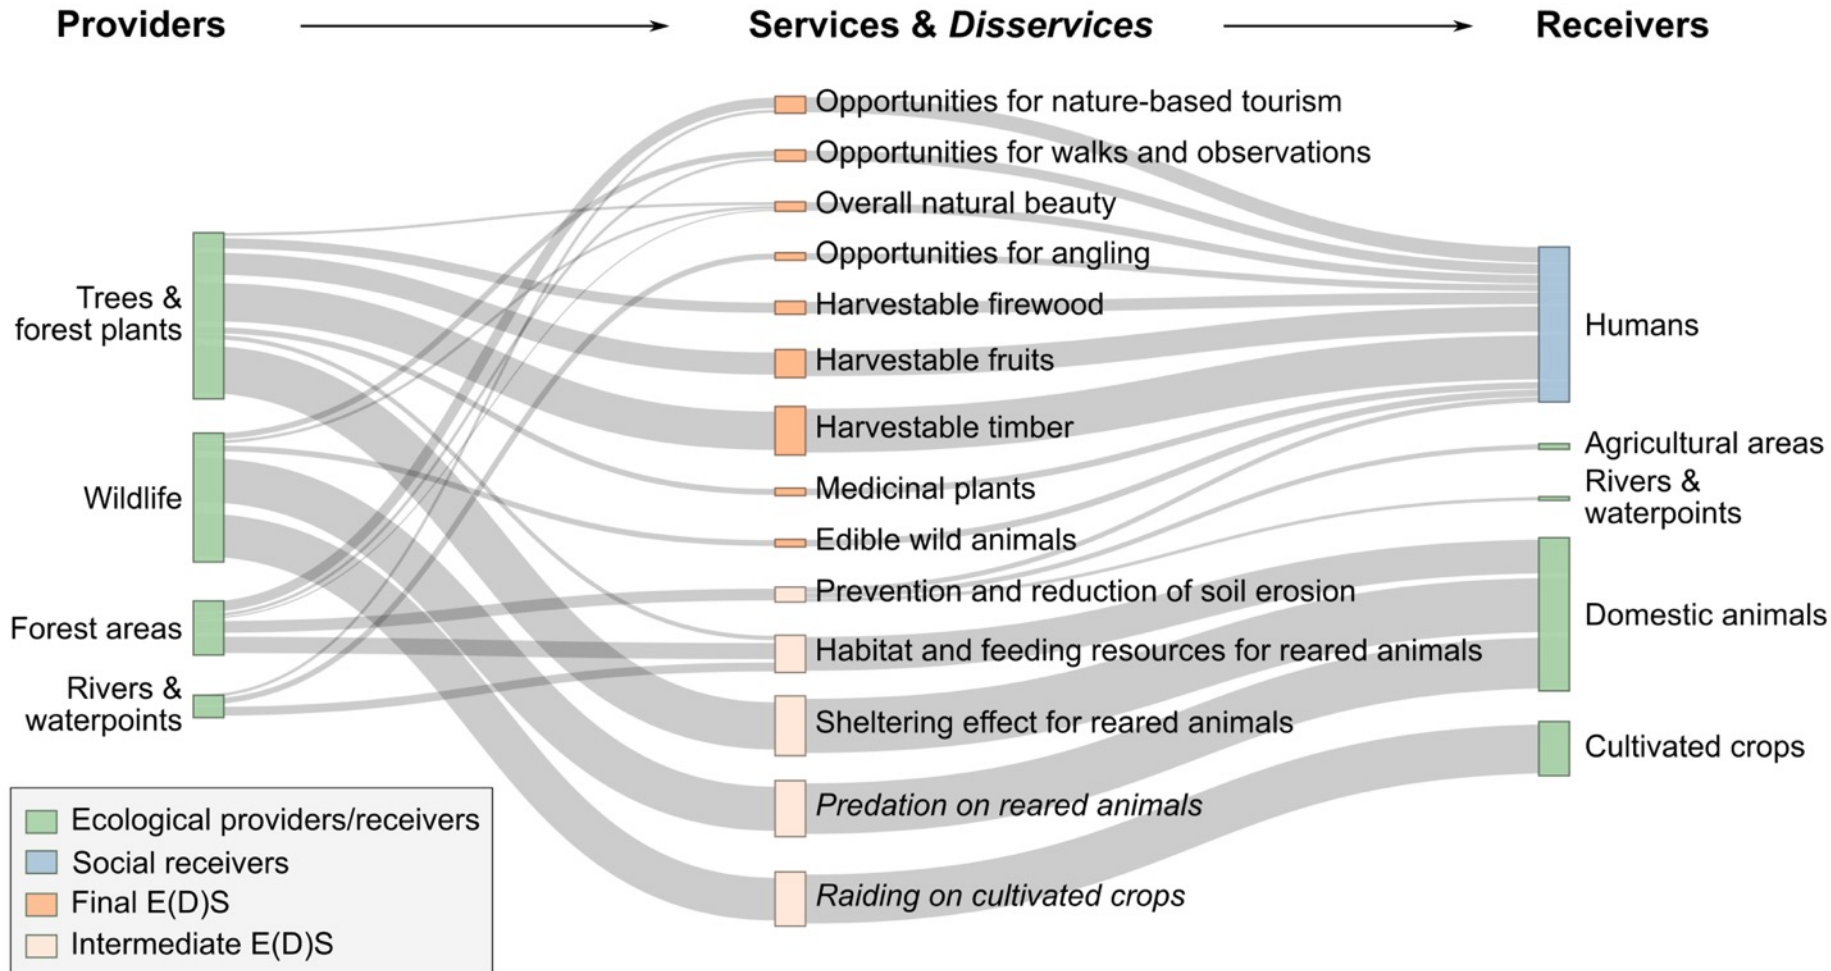 Providers
Services & Disservices
Receivers
Opportunities for nature-based tourism
Opportunities for walks and observations
Overall natural beauty
Opportunities for angling
Harvestable firewood
Harvestable fruits
Harvestable timber
Medicinal plants
Edible wild animals
Prevention and reduction of soil erosion
Habitat and feeding resources for reared animals
Sheltering effect for reared animals
Predation on reared animals
Raiding on cultivated crops
Trees &
forest plants
Wildlife
Forest areas
Rivers &
waterpoints
Humans
Agricultural areas
Rivers &
waterpoints
Domestic animals
Cultivated crops
Ecological providers/receivers
Social receivers
Final E(D)S
Intermediate E(D)S